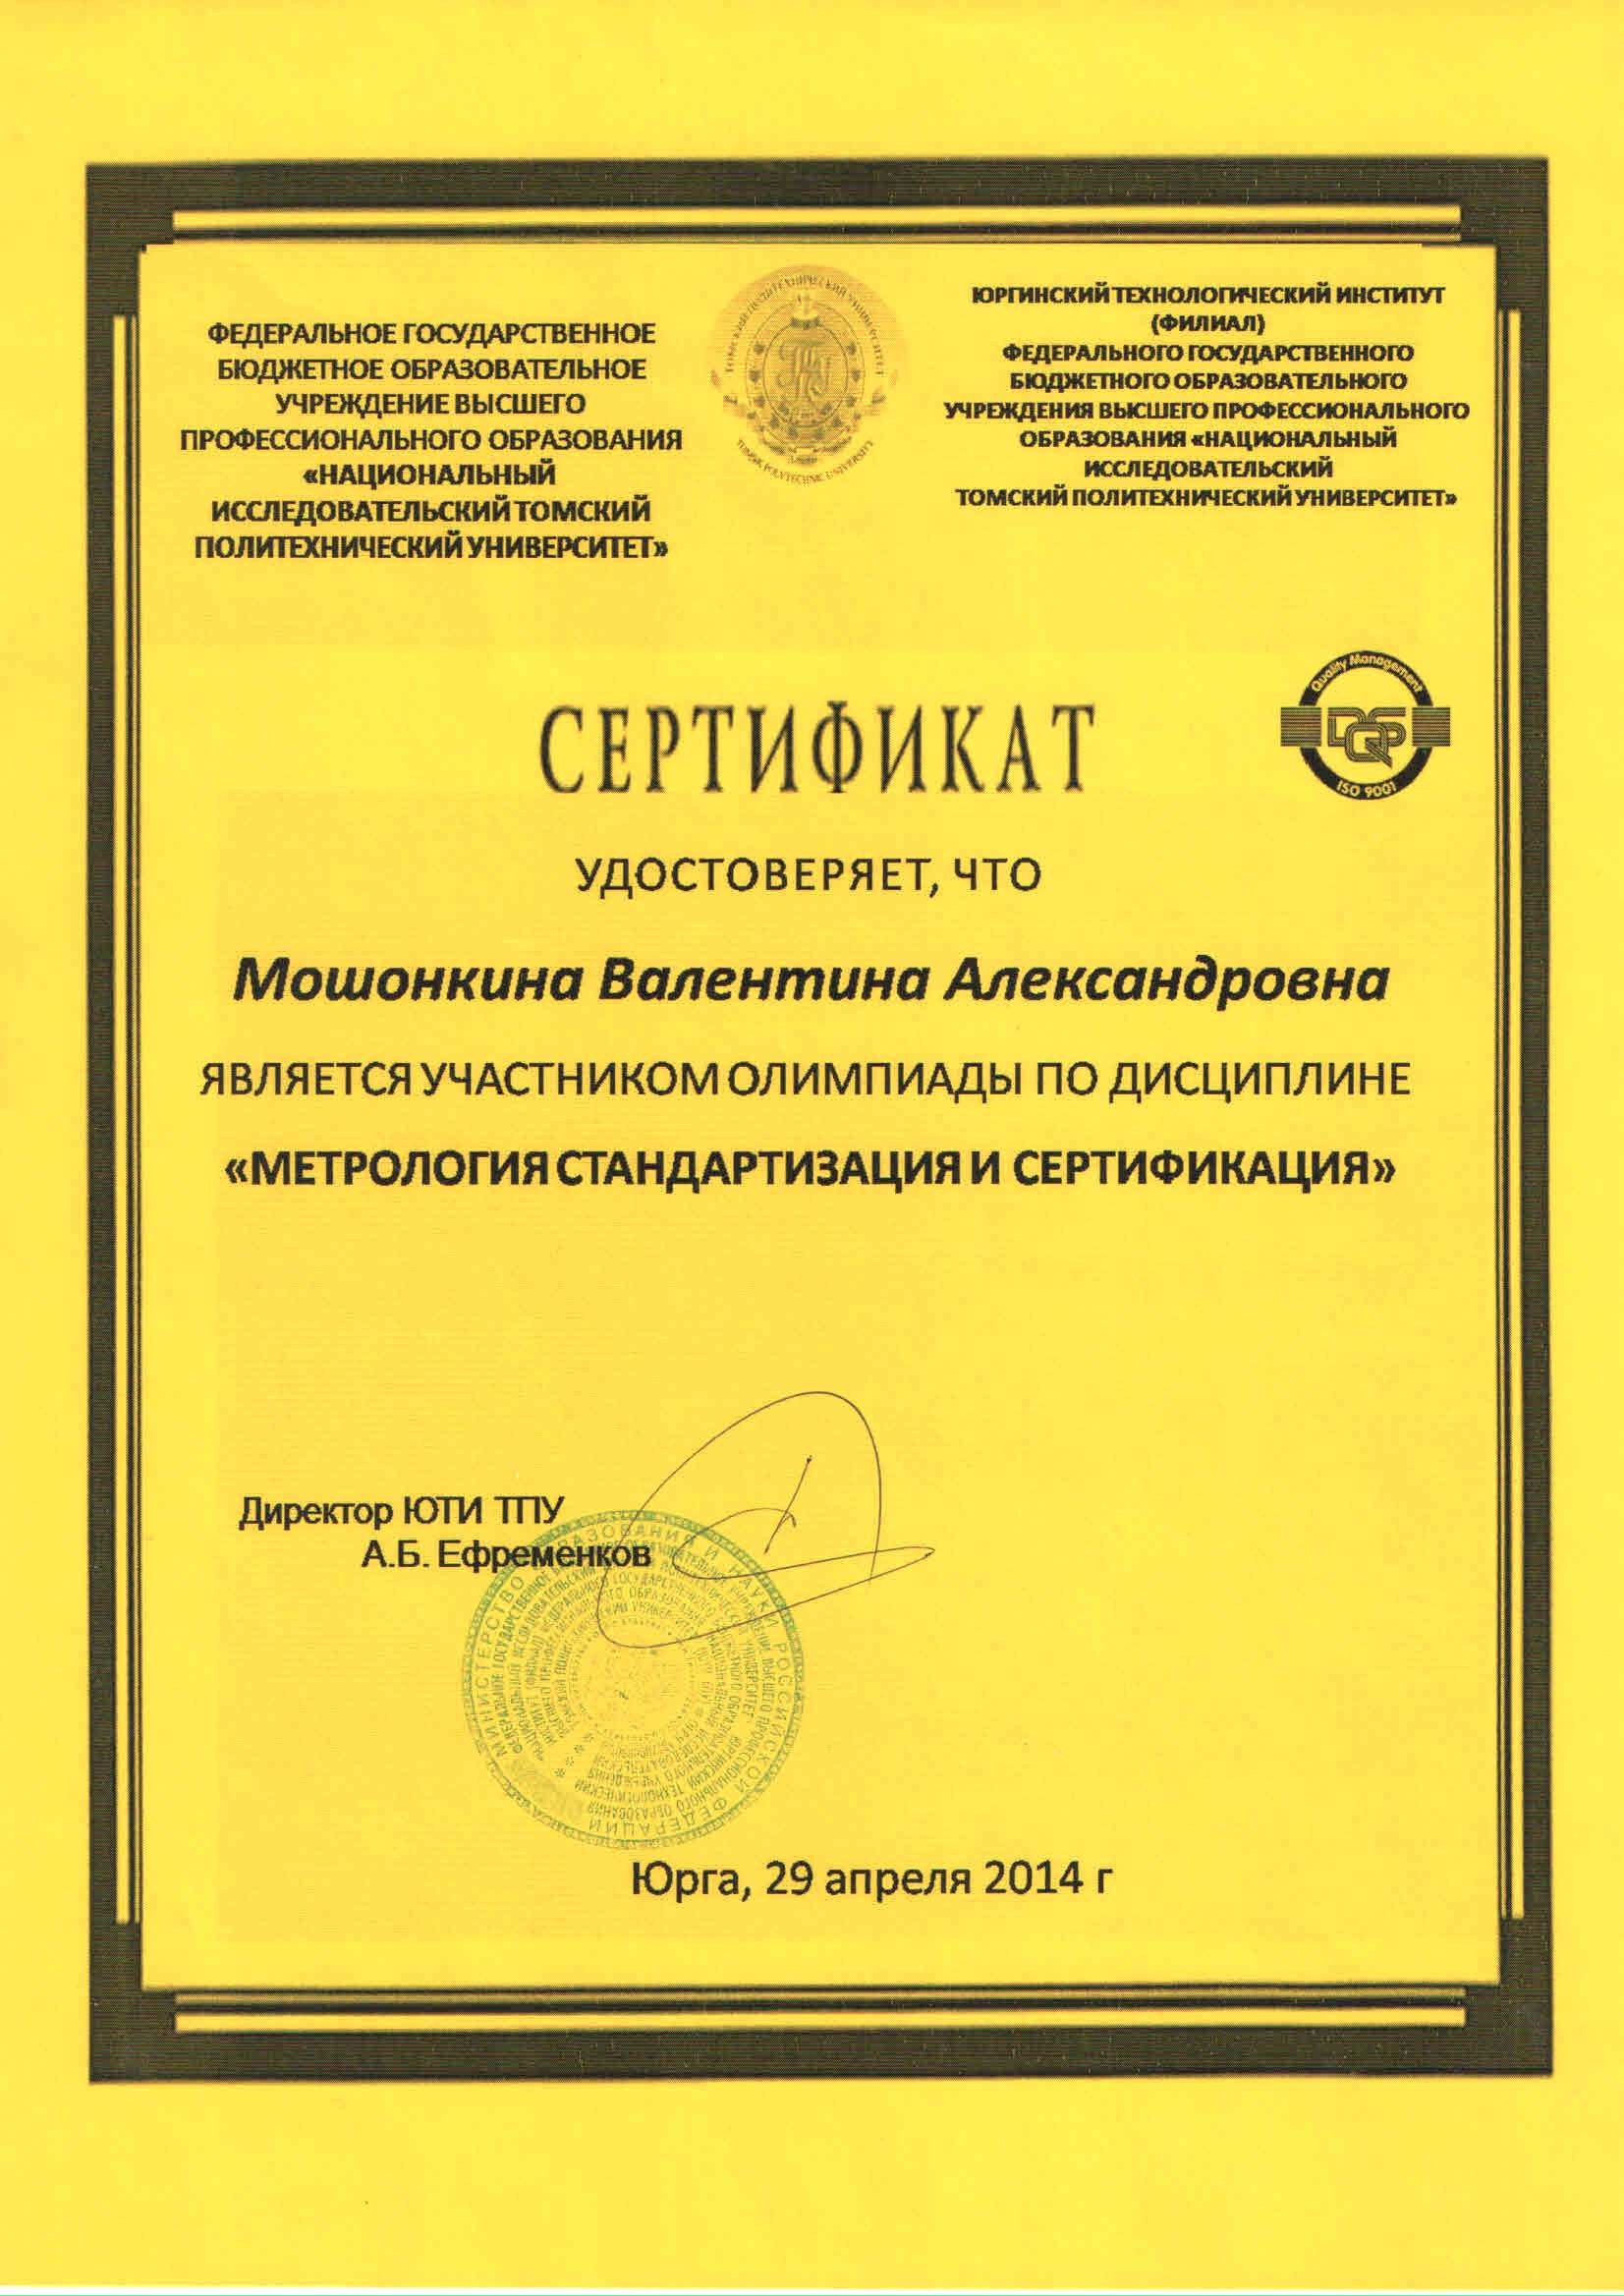 ФЕДЕРАЛЬНОЕ ГОСУДАРСТВЕННОЕ
БЮДЖЕТНОЕ ОБРАЗОВАТЕЛЬНОЕ
УЧРЕЖДЕНИЕ ВЫСШЕГО
ПРОФЕССИОНАЛЬНОГО ОБРАЗОВАНИЯ
«НАЦИОНАЛЬНЫЙ
ИССЛЕДОВАТЕЛЬСКИЙ ТОМСКИЙ
ПОЛИТЕХНИЧЕСКИЙ УНИВЕРСИТЕТ»
ТОМСКИЙ ПОЛИТЕХНИЧЕСКИЙ УНИВЕРСИТЕТ
TOMSK POLYTECHNIC UNIVERSITY
ЮРГИНСКИЙ ТЕХНОЛОГИЧЕСКИЙ ИНСТИТУТ
(ФИЛИАЛ)
ФЕДЕРАЛЬНОГО ГОСУДАРСТВЕННОГО
БЮДЖЕТНОГО ОБРАЗОВАТЕЛЬНОГО
УЧРЕЖДЕНИЯ ВЫСШЕГО ПРОФЕССИОНАЛЬНОГО
ОБРАЗОВАНИЯ «НАЦИОНАЛЬНЫЙ
ИССЛЕДОВАТЕЛЬСКИЙ
ТОМСКИЙ ПОЛИТЕХНИЧЕСКИЙ УНИВЕРСИТЕТ»
Quality Management
DQS
ISO 9001
СЕРТИФИКАТ
УДОСТОВЕРЯЕТ, ЧТО
Мошонкина Валентина Александровна
ЯВЛЯЕТСЯ УЧАСТНИКОМ ОЛИМПИАДЫ ПО ДИСЦИПЛИНЕ
«МЕТРОЛОГИЯ СТАНДАРТИЗАЦИЯ И СЕРТИФИКАЦИЯ»
Директор ЮТИ ТПУ
А.Б. Ефременков
МИНИСТЕРСТВО ОБРАЗОВАНИЯ И НАУКИ РОССИЙСКОЙ ФЕДЕРАЦИИ
Юрга, 29 апреля 2014 г